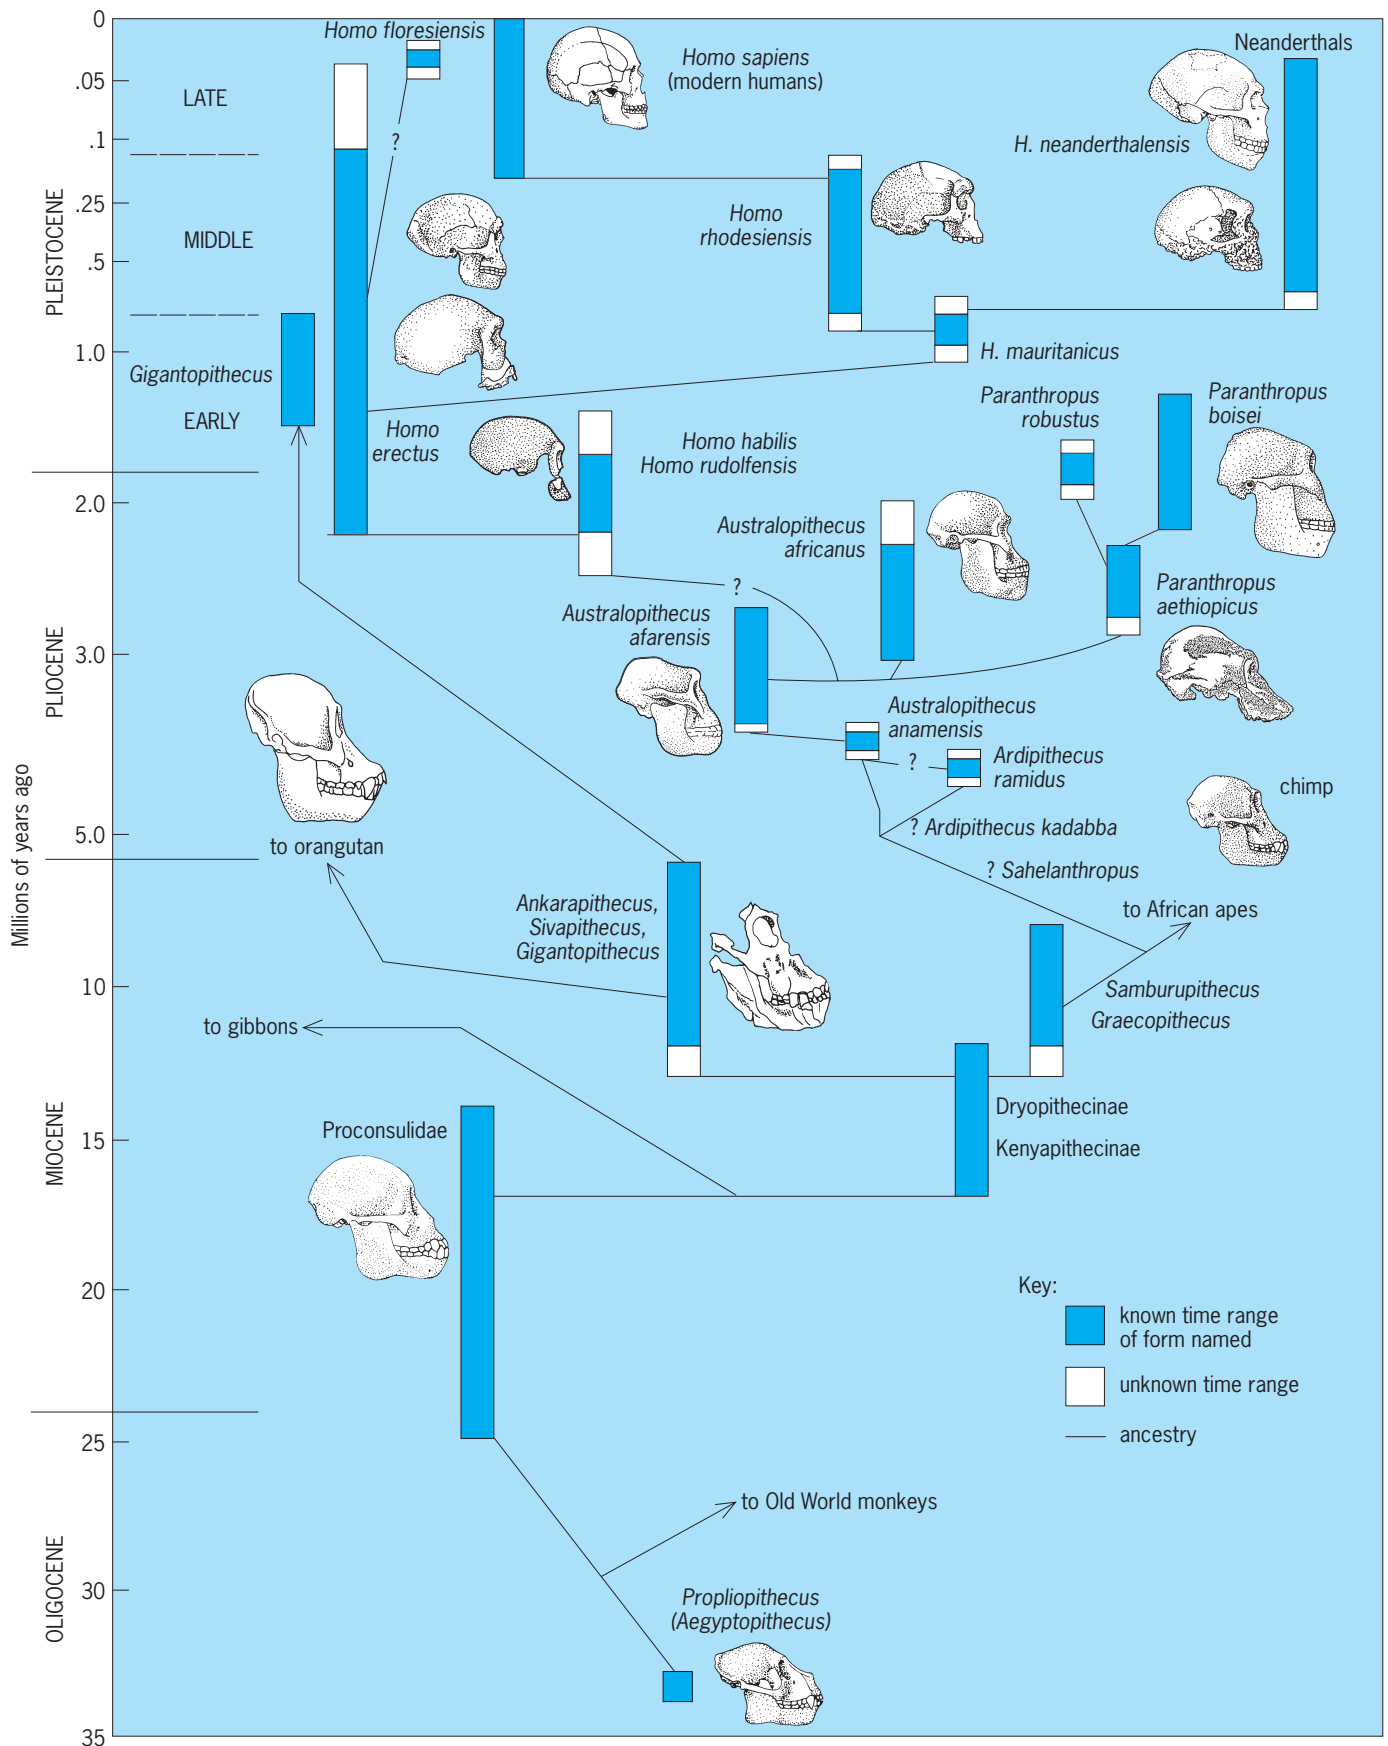 0
Homo floresiensis
Homo sapiens
(modern humans)
Neanderthals
.05
LATE
.1
?
H. neanderthalensis
PLEISTOCENE
.25
MIDDLE
Homo
rhodesiensis
.5
1.0
H. mauritanicus
Gigantopithecus
EARLY
Homo
erectus
Homo habilis
Homo rudolfensis
Paranthropus
robustus
Paranthropus
boisei
2.0
Australopithecus
africanus
?
Australopithecus
afarensis
Paranthropus
aethiopicus
PLIOCENE
3.0
Australopithecus
anamensis
?
Ardipithecus
ramidus
chimp
Millions of years ago
5.0
? Ardipithecus kadabba
to orangutan
? Sahelanthropus
Ankarapithecus,
Sivapithecus,
Gigantopithecus
to African apes
10
Samburupithecus
Graecopithecus
to gibbons
MIOCENE
Dryopithecinae
Proconsulidae
15
Kenyapithecinae
20
Key:
known time range
of form named
unknown time range
ancestry
25
to Old World monkeys
OLIGOCENE
30
Propliopithecus
(Aegyptopithecus)
35